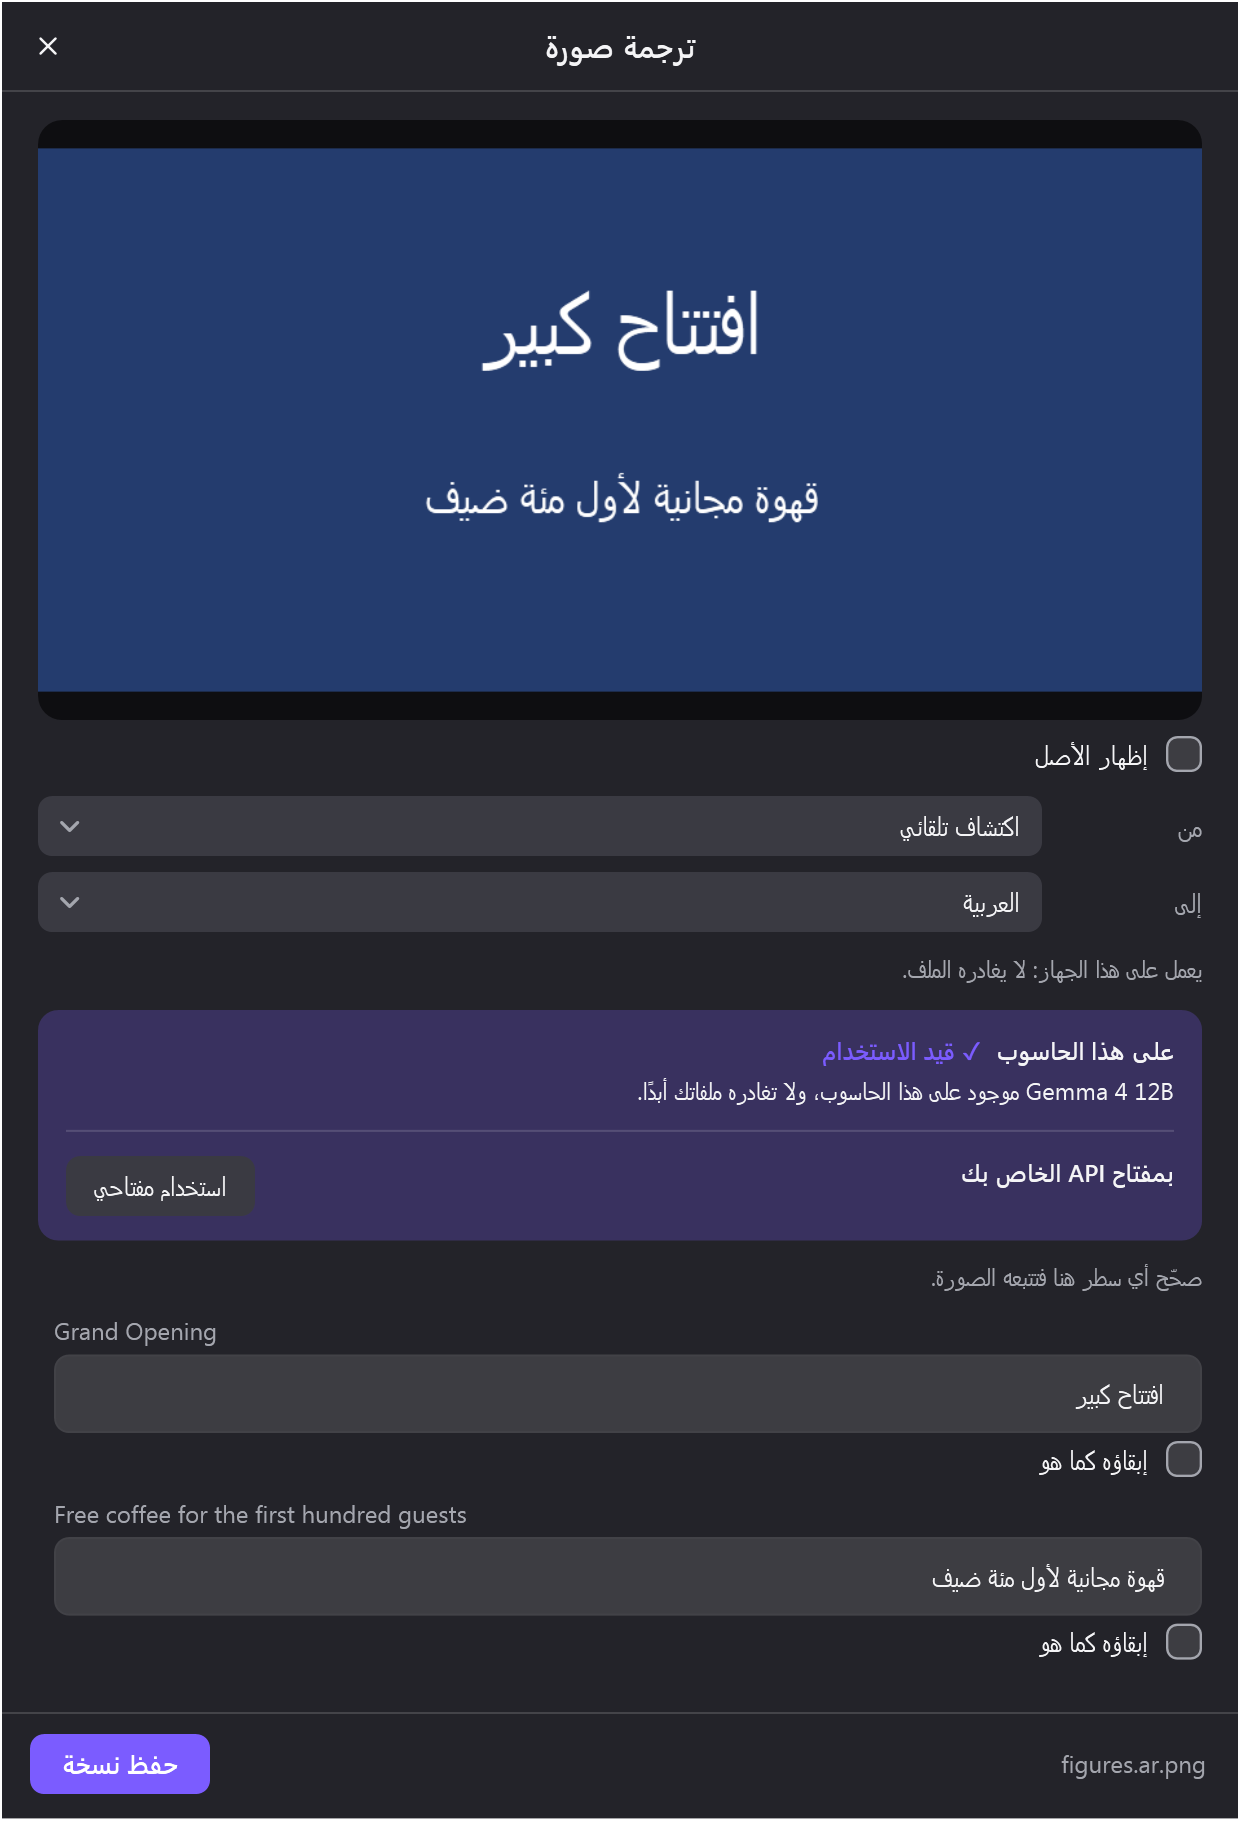 ترجمة صورة
افتتاح كبير
قهوة مجانية لأول مئة ضيف
إظهار الأصل
من
اكتشاف تلقائي
إلى
العربية
يعمل على هذا الجهاز: لا يغادره الملف.
على هذا الحاسوب ✓ قيد الاستخدام
Gemma 4 12B موجود على هذا الحاسوب، ولا تغادره ملفاتك أبدًا.
بمفتاح API الخاص بك
استخدام مفتاحي
صحّح أي سطر هنا فتتبعه الصورة.
Grand Opening
افتتاح كبير
إبقاؤه كما هو
Free coffee for the first hundred guests
قهوة مجانية لأول مئة ضيف
إبقاؤه كما هو
figures.ar.png
حفظ نسخة